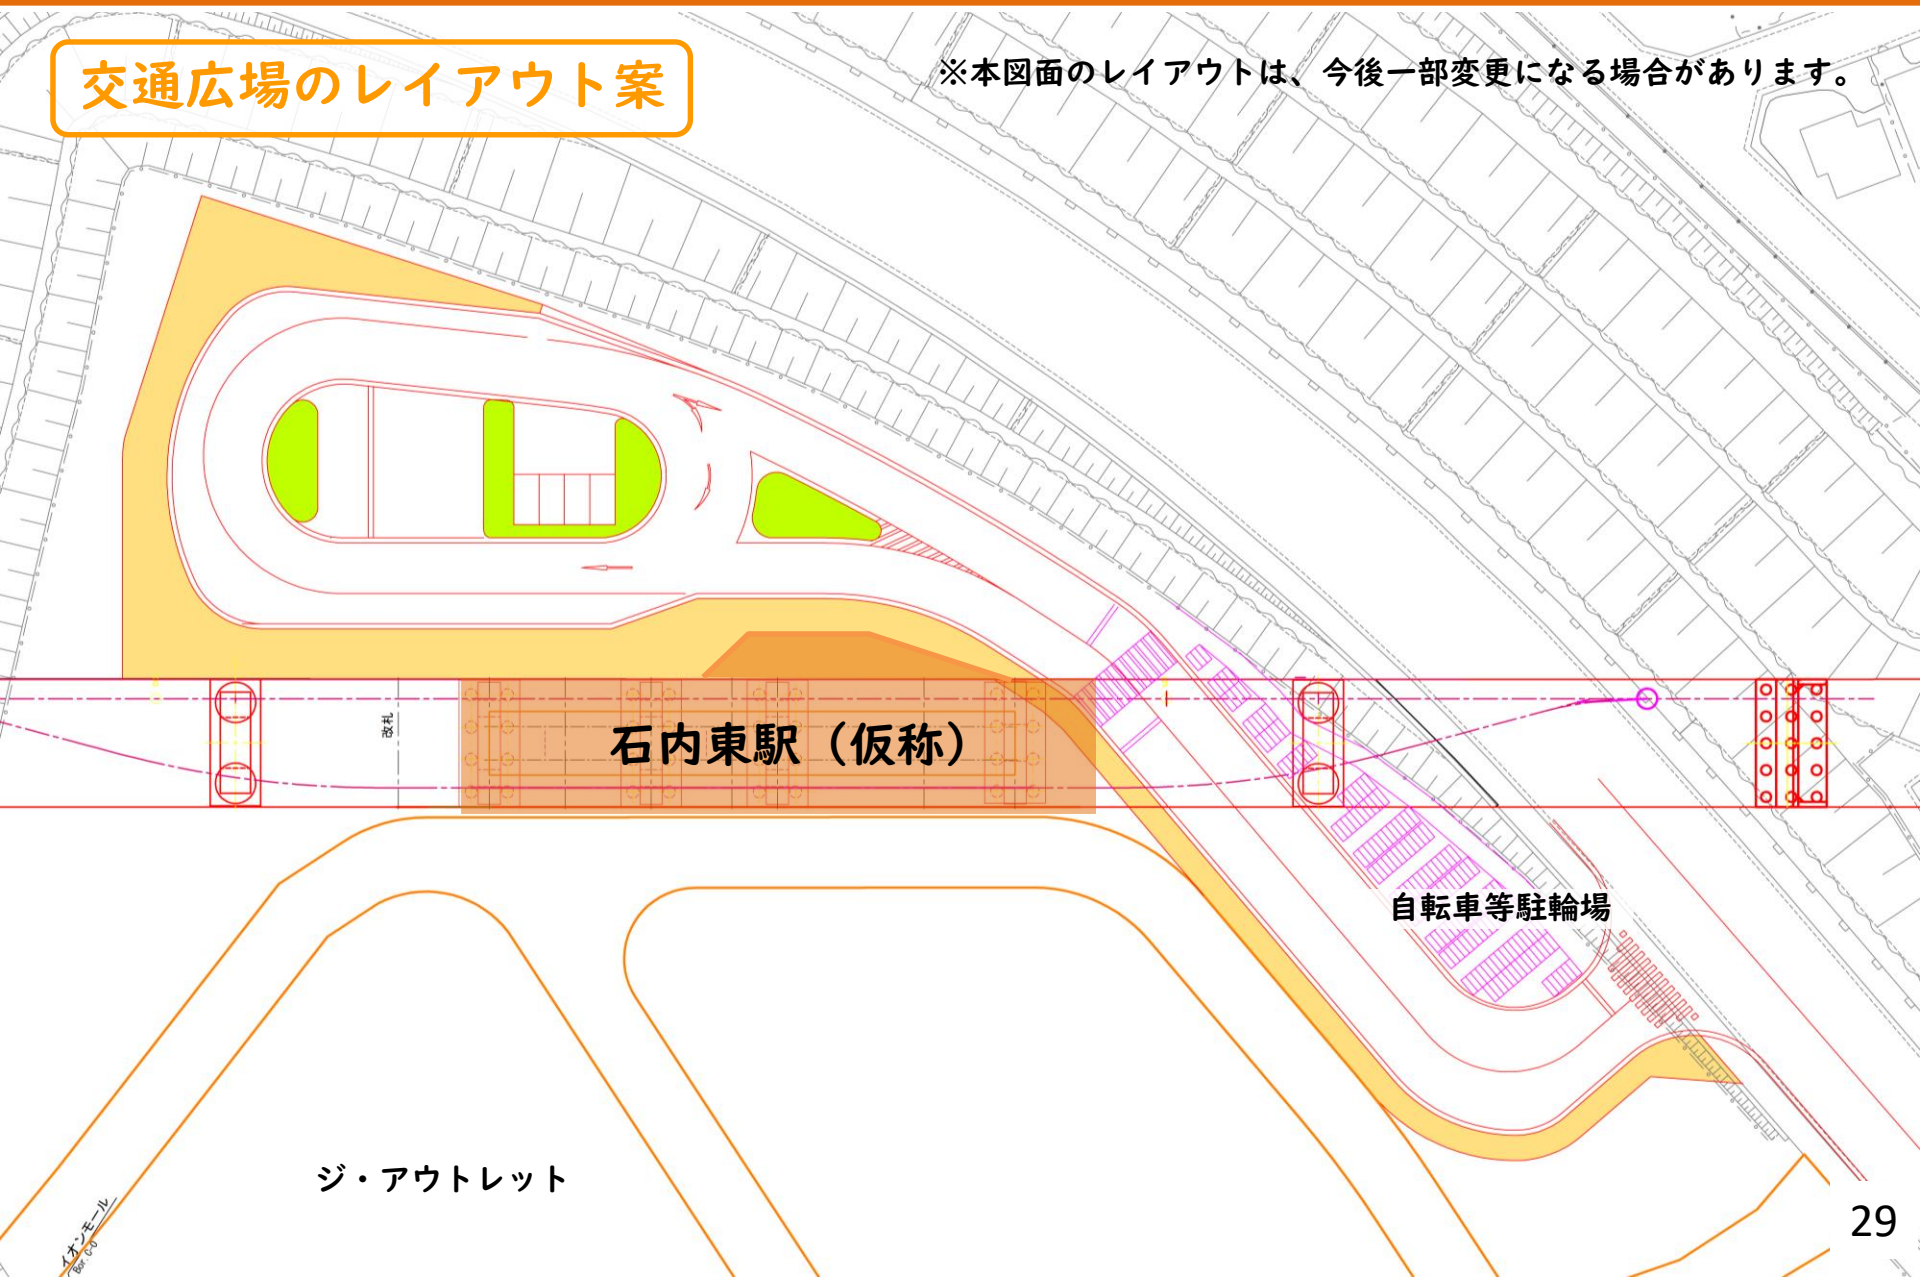 交通広場のレイアウト案
※本図面のレイアウトは、今後一部変更になる場合があります。
改札
石内東駅（仮称）
自転車等駐輪場
ジ・アウトレット
イオンモール
29